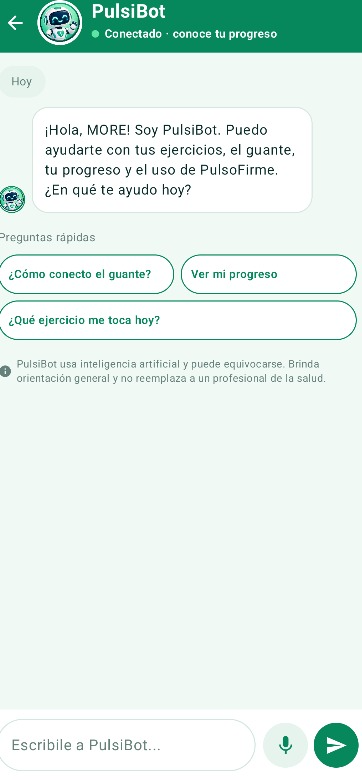 PulsiBot
Conectado · conoce tu progreso
Hoy
¡Hola, MORE! Soy PulsiBot. Puedo
ayudarte con tus ejercicios, el guante,
tu progreso y el uso de PulsoFirme.
¿En qué te ayudo hoy?
Preguntas rápidas
¿Cómo conecto el guante?
Ver mi progreso
¿Qué ejercicio me toca hoy?
PulsiBot usa inteligencia artificial y puede equivocarse. Brinda
orientación general y no reemplaza a un profesional de la salud.
Escribile a PulsiBot...